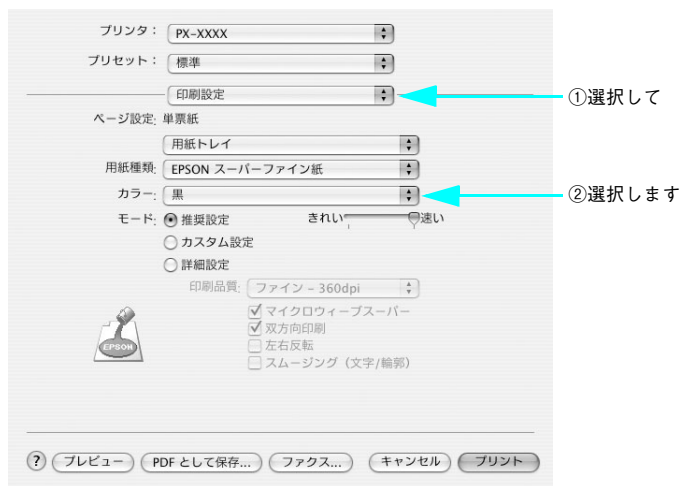 プリンタ： PX-XXXX
プリセット： 標準
印刷設定 ①選択して
ページ設定: 単票紙
用紙トレイ
用紙種類: EPSON スーパーファイン紙
カラー: 黒 ②選択します
モード: 推奨設定 きれい 速い
カスタム設定
詳細設定
印刷品質: ファイン – 360dpi
マイクロウィーブスーパー
双方向印刷
左右反転
スムージング（文字/輪郭）
EPSON
? プレビュー PDF として保存... ファクス... キャンセル プリント